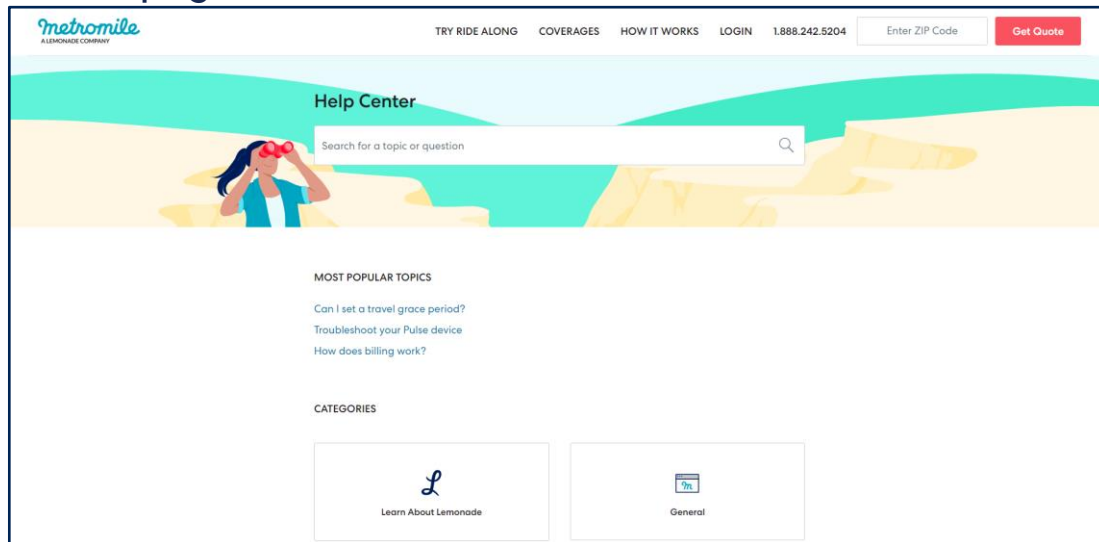 metromile
A LEMONADE COMPANY
TRY RIDE ALONG COVERAGES HOW IT WORKS LOGIN 1.888.242.5204 Enter ZIP Code Get Quote
Help Center
Search for a topic or question
MOST POPULAR TOPICS
Can I set a travel grace period?
Troubleshoot your Pulse device
How does billing work?
CATEGORIES
L
m
Learn About Lemonade General